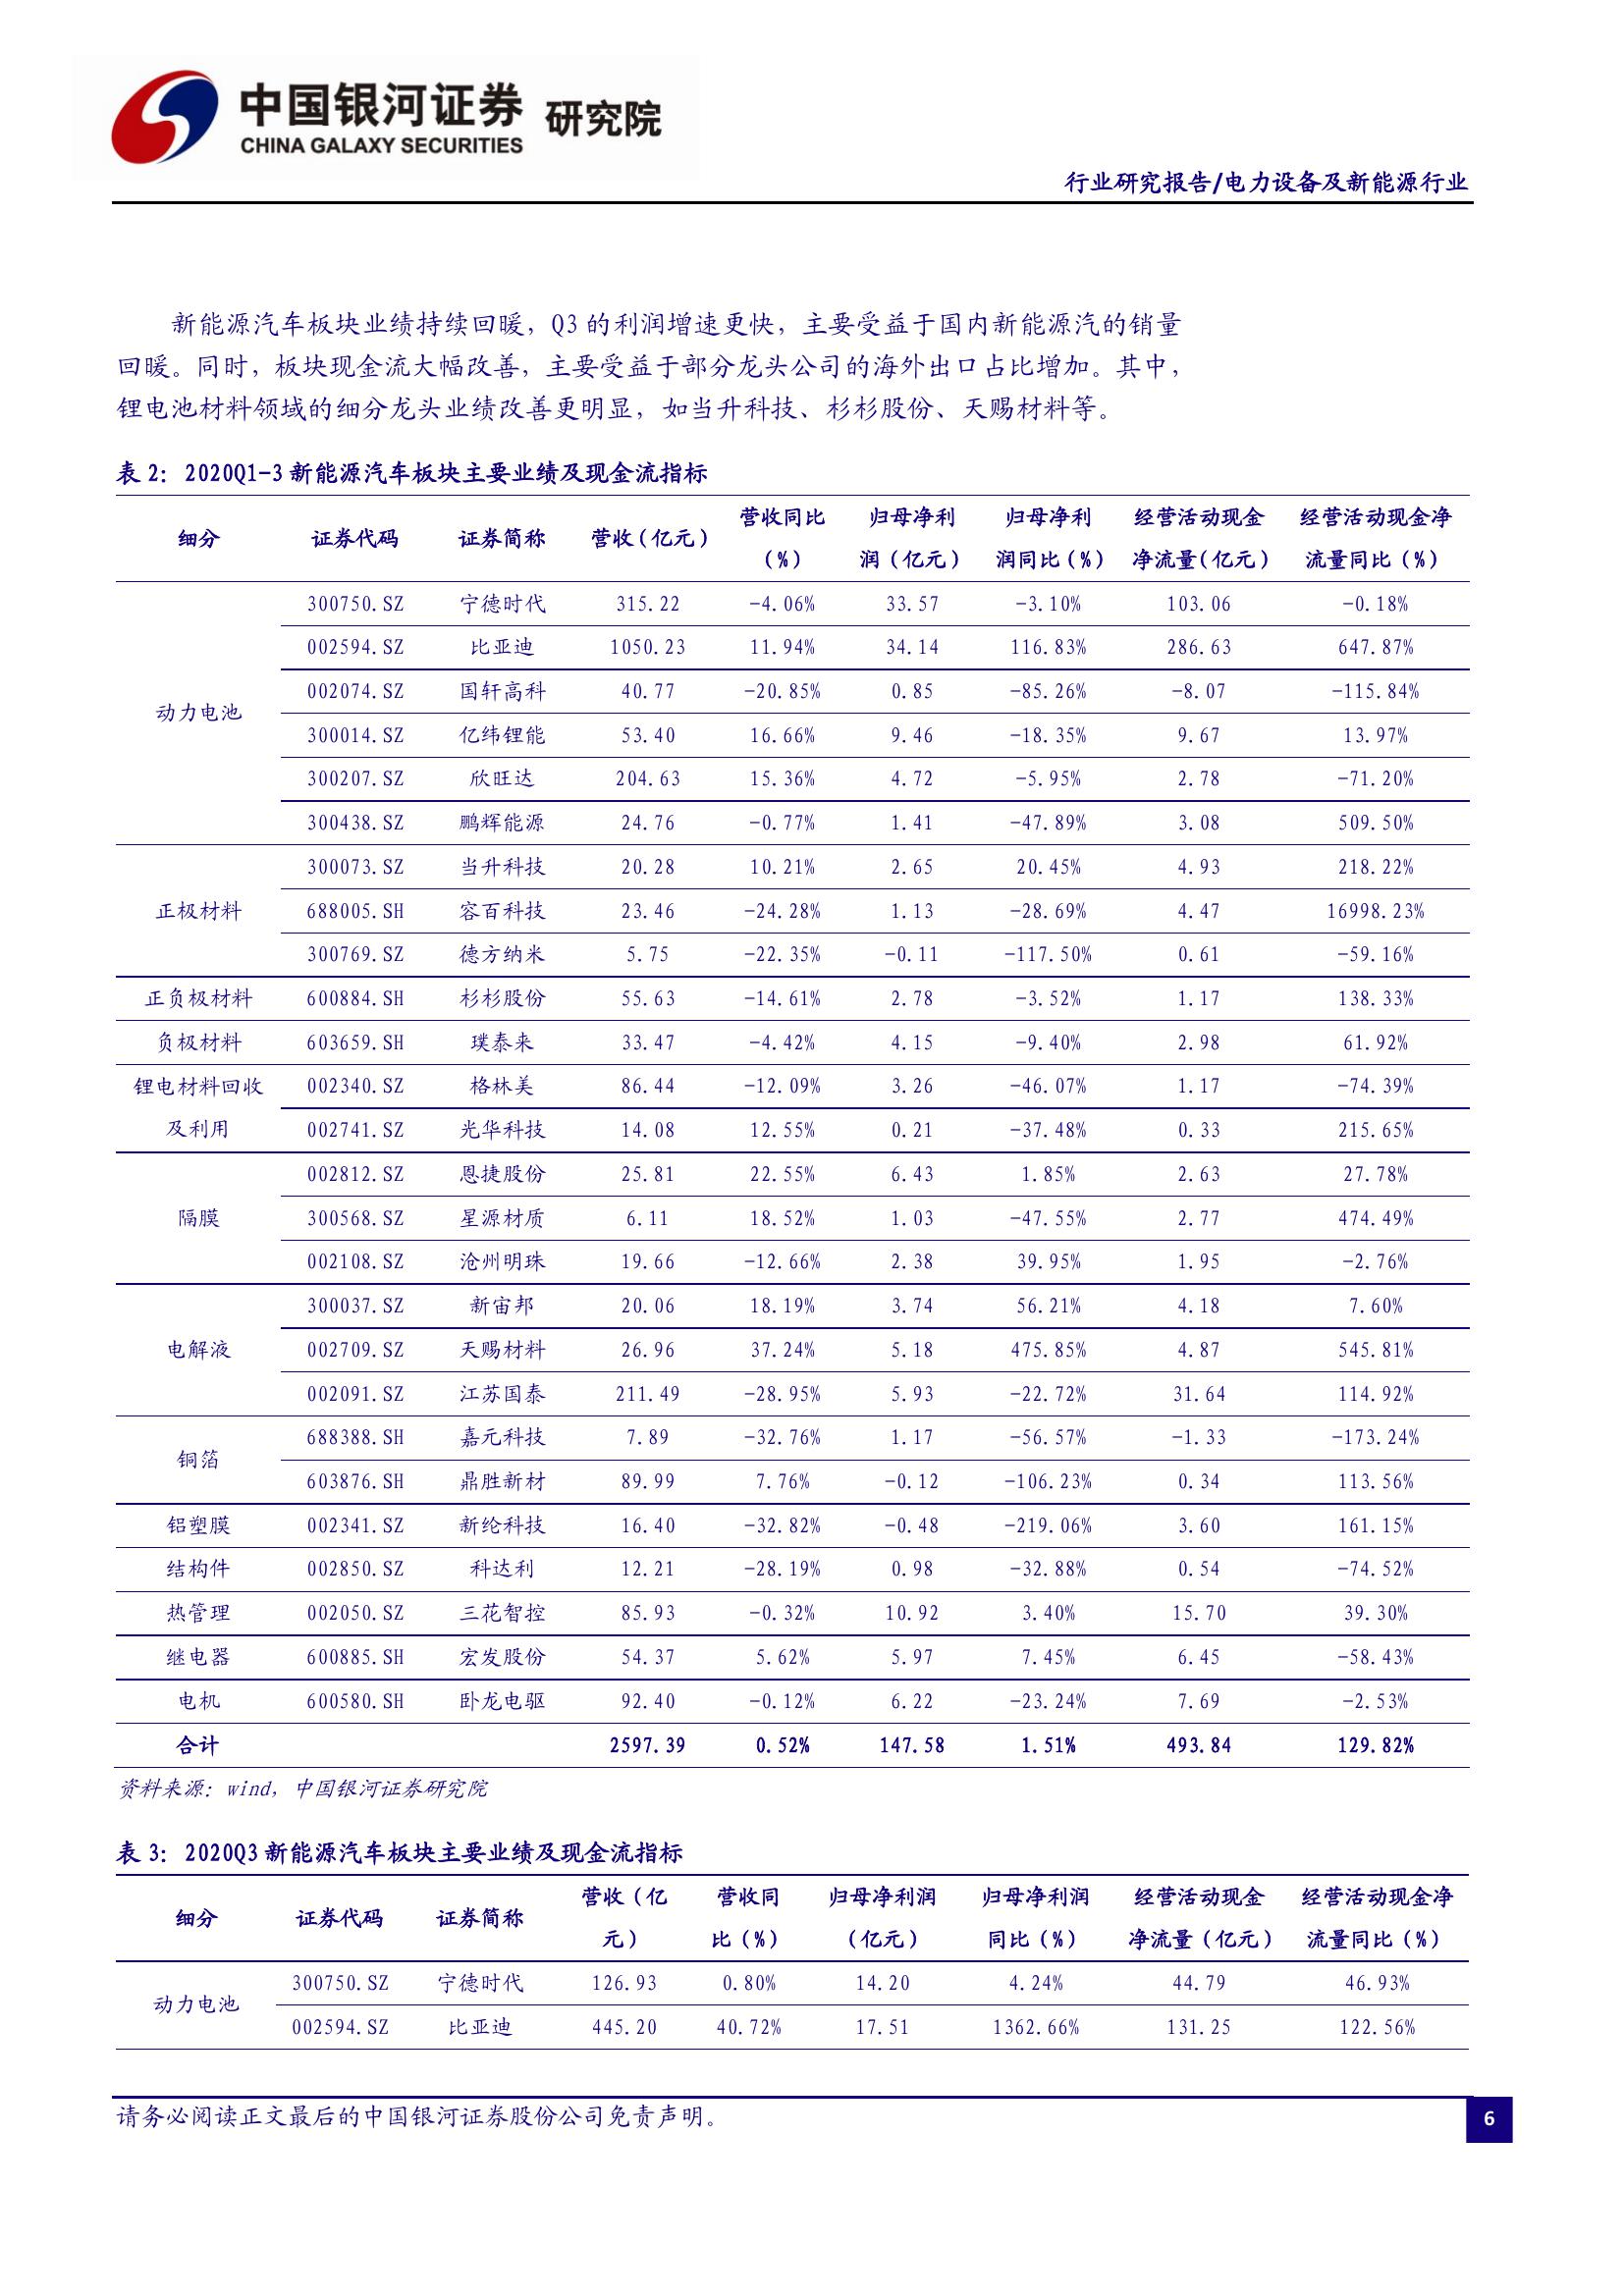 中国银河证券 研究院
CHINA GALAXY SECURITIES
行业研究报告/电力设备及新能源行业
新能源汽车板块业绩持续回暖，Q3 的利润增速更快，主要受益于国内新能源汽的销量
回暖。同时，板块现金流大幅改善，主要受益于部分龙头公司的海外出口占比增加。其中，
锂电池材料领域的细分龙头业绩改善更明显，如当升科技、杉杉股份、天赐材料等。
表 2：2020Q1-3 新能源汽车板块主要业绩及现金流指标
细分 证券代码 证券简称 营收(亿元) 营收同比（%） 归母净利润（亿元） 归母净利润同比（%） 经营活动现金净流量(亿元) 经营活动现金净流量同比（%）
动力电池 300750.SZ 宁德时代 315.22 -4.06% 33.57 -3.10% 103.06 -0.18%
002594.SZ 比亚迪 1050.23 11.94% 34.14 116.83% 286.63 647.87%
002074.SZ 国轩高科 40.77 -20.85% 0.85 -85.26% -8.07 -115.84%
300014.SZ 亿纬锂能 53.40 16.66% 9.46 -18.35% 9.67 13.97%
300207.SZ 欣旺达 204.63 15.36% 4.72 -5.95% 2.78 -71.20%
300438.SZ 鹏辉能源 24.76 -0.77% 1.41 -47.89% 3.08 509.50%
正极材料 300073.SZ 当升科技 20.28 10.21% 2.65 20.45% 4.93 218.22%
688005.SH 容百科技 23.46 -24.28% 1.13 -28.69% 4.47 16998.23%
300769.SZ 德方纳米 5.75 -22.35% -0.11 -117.50% 0.61 -59.16%
正负极材料 600884.SH 杉杉股份 55.63 -14.61% 2.78 -3.52% 1.17 138.33%
负极材料 603659.SH 璞泰来 33.47 -4.42% 4.15 -9.40% 2.98 61.92%
锂电材料回收 002340.SZ 格林美 86.44 -12.09% 3.26 -46.07% 1.17 -74.39%
及利用 002741.SZ 光华科技 14.08 12.55% 0.21 -37.48% 0.33 215.65%
隔膜 002812.SZ 恩捷股份 25.81 22.55% 6.43 1.85% 2.63 27.78%
300568.SZ 星源材质 6.11 18.52% 1.03 -47.55% 2.77 474.49%
002108.SZ 沧州明珠 19.66 -12.66% 2.38 39.95% 1.95 -2.76%
电解液 300037.SZ 新宙邦 20.06 18.19% 3.74 56.21% 4.18 7.60%
002709.SZ 天赐材料 26.96 37.24% 5.18 475.85% 4.87 545.81%
002091.SZ 江苏国泰 211.49 -28.95% 5.93 -22.72% 31.64 114.92%
铜箔 688388.SH 嘉元科技 7.89 -32.76% 1.17 -56.57% -1.33 -173.24%
603876.SH 鼎胜新材 89.99 7.76% -0.12 -106.23% 0.34 113.56%
铝塑膜 002341.SZ 新纶科技 16.40 -32.82% -0.48 -219.06% 3.60 161.15%
结构件 002850.SZ 科达利 12.21 -28.19% 0.98 -32.88% 0.54 -74.52%
热管理 002050.SZ 三花智控 85.93 -0.32% 10.92 3.40% 15.70 39.30%
继电器 600885.SH 宏发股份 54.37 5.62% 5.97 7.45% 6.45 -58.43%
电机 600580.SH 卧龙电驱 92.40 -0.12% 6.22 -23.24% 7.69 -2.53%
合计 2597.39 0.52% 147.58 1.51% 493.84 129.82%
资料来源：wind，中国银河证券研究院
表 3：2020Q3 新能源汽车板块主要业绩及现金流指标
细分 证券代码 证券简称 营收（亿元） 营收同比（%） 归母净利润（亿元） 归母净利润同比（%） 经营活动现金净流量（亿元） 经营活动现金净流量同比（%）
动力电池 300750.SZ 宁德时代 126.93 0.80% 14.20 4.24% 44.79 46.93%
002594.SZ 比亚迪 445.20 40.72% 17.51 1362.66% 131.25 122.56%
请务必阅读正文最后的中国银河证券股份公司免责声明。
6